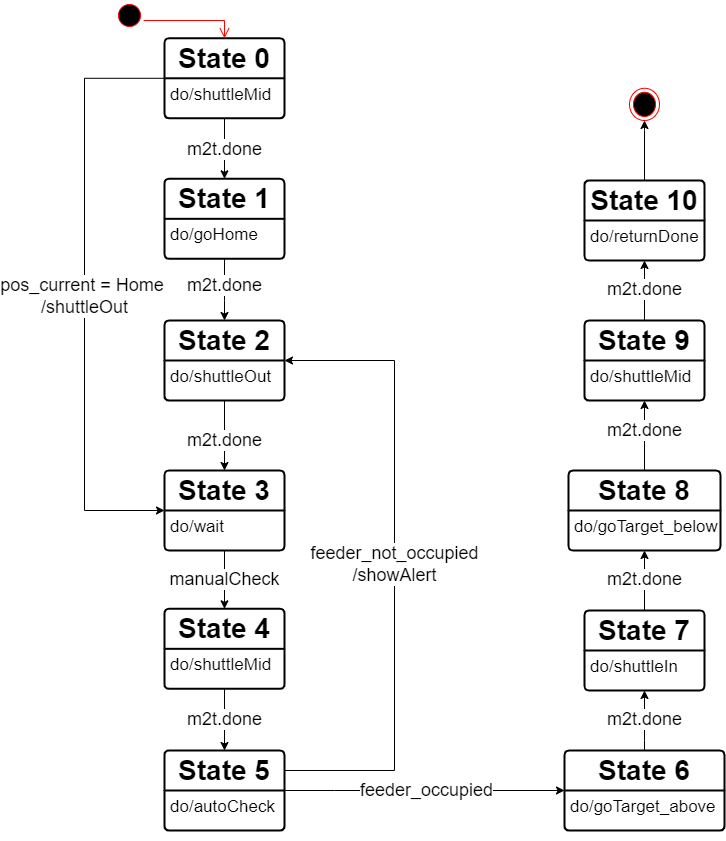 State 0
do/shuttleMid
m2t.done
State 1
do/goHome
pos_current = Home
/shuttleOut
m2t.done
State 2
do/shuttleOut
m2t.done
State 3
do/wait
manualCheck
State 4
do/shuttleMid
m2t.done
State 5
do/autoCheck
feeder_not_occupied
/showAlert
feeder_occupied
State 6
do/goTarget_above
m2t.done
State 7
do/shuttleIn
m2t.done
State 8
do/goTarget_below
m2t.done
State 9
do/shuttleMid
m2t.done
State 10
do/returnDone